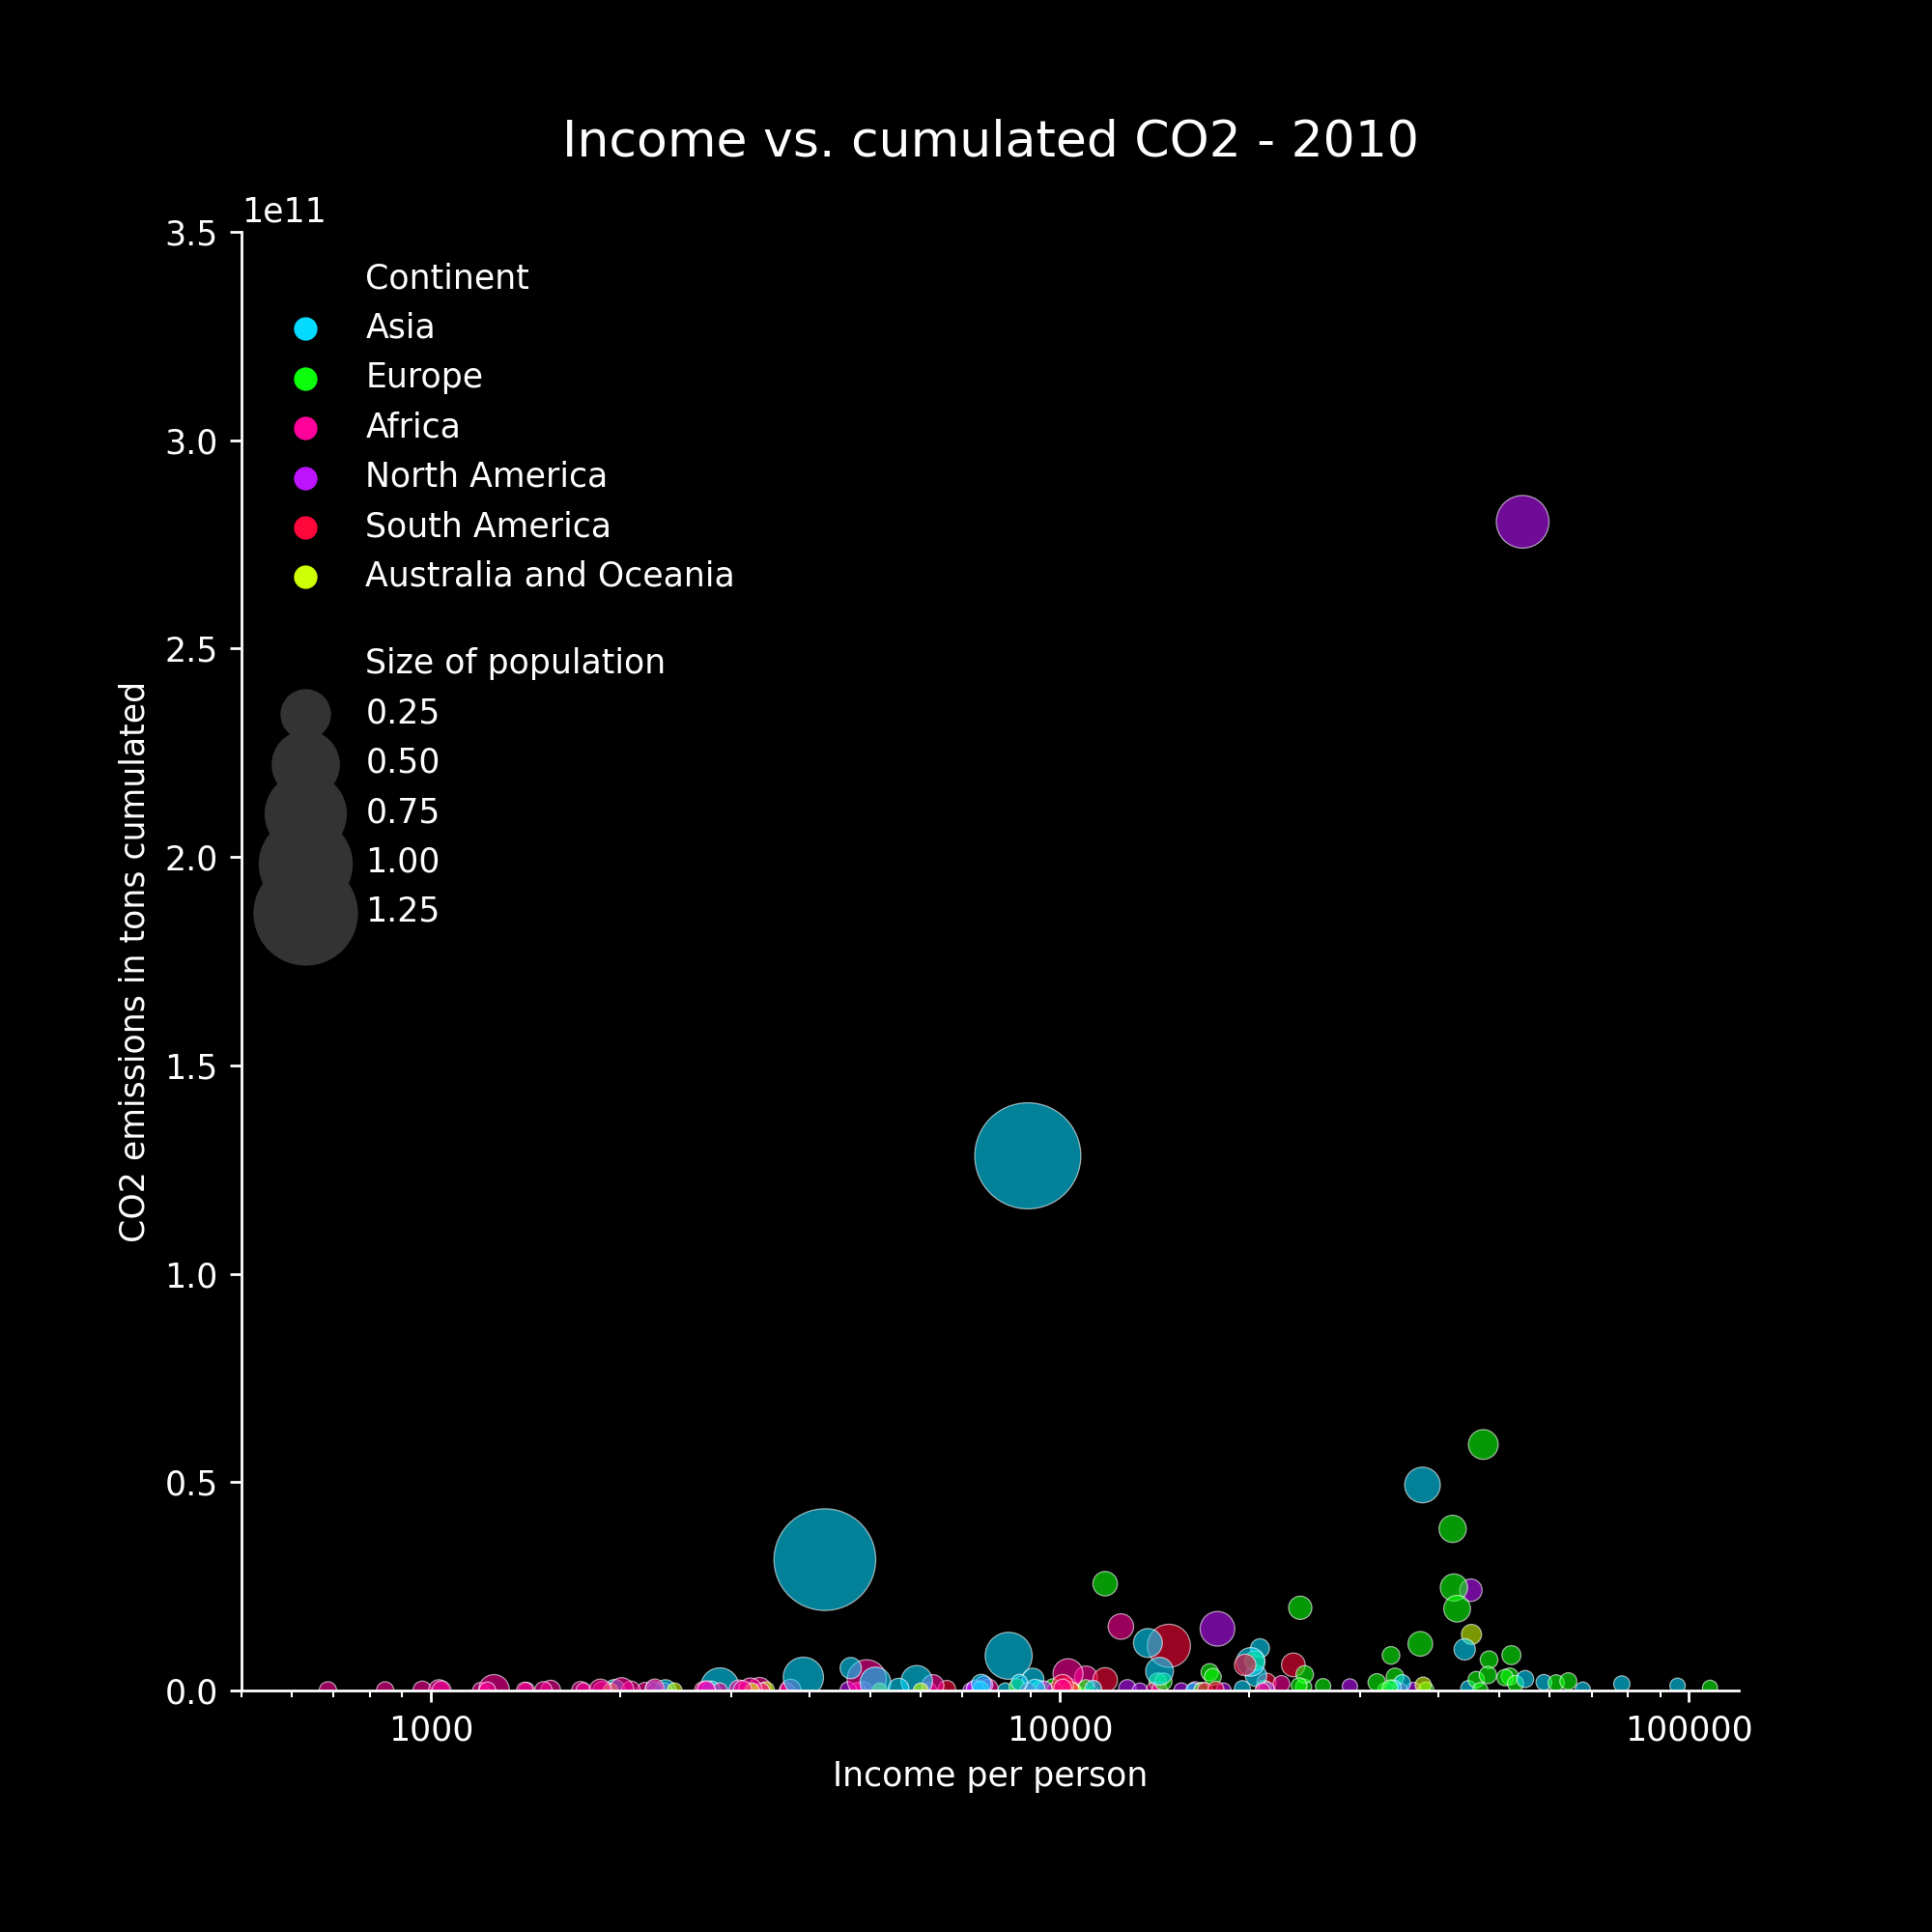 Income vs. cumulated CO2 - 2010
1e11
3.5
3.0
2.5
2.0
1.5
1.0
0.5
0.0
CO2 emissions in tons cumulated
Continent
Asia
Europe
Africa
North America
South America
Australia and Oceania
Size of population
0.25
0.50
0.75
1.00
1.25
1000 10000 100000
Income per person